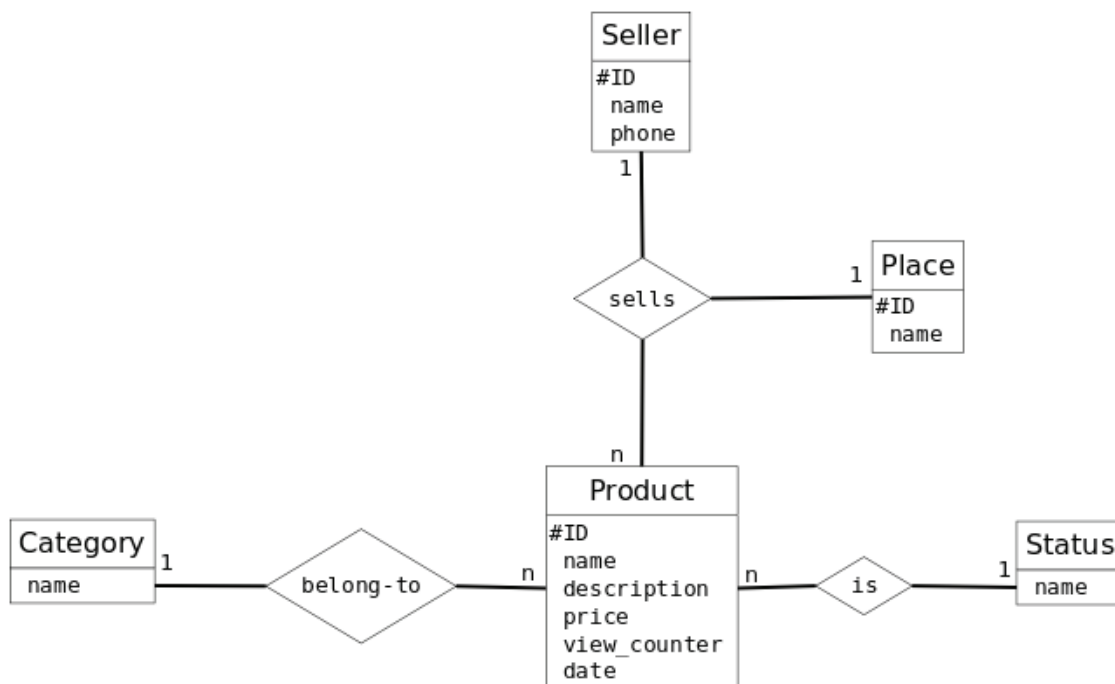 Seller
#ID
name
phone
1
sells
1
Place
#ID
name
n
Product
#ID
name
description
price
view_counter
date
Category
name
1
belong-to
n
n
is
1
Status
name